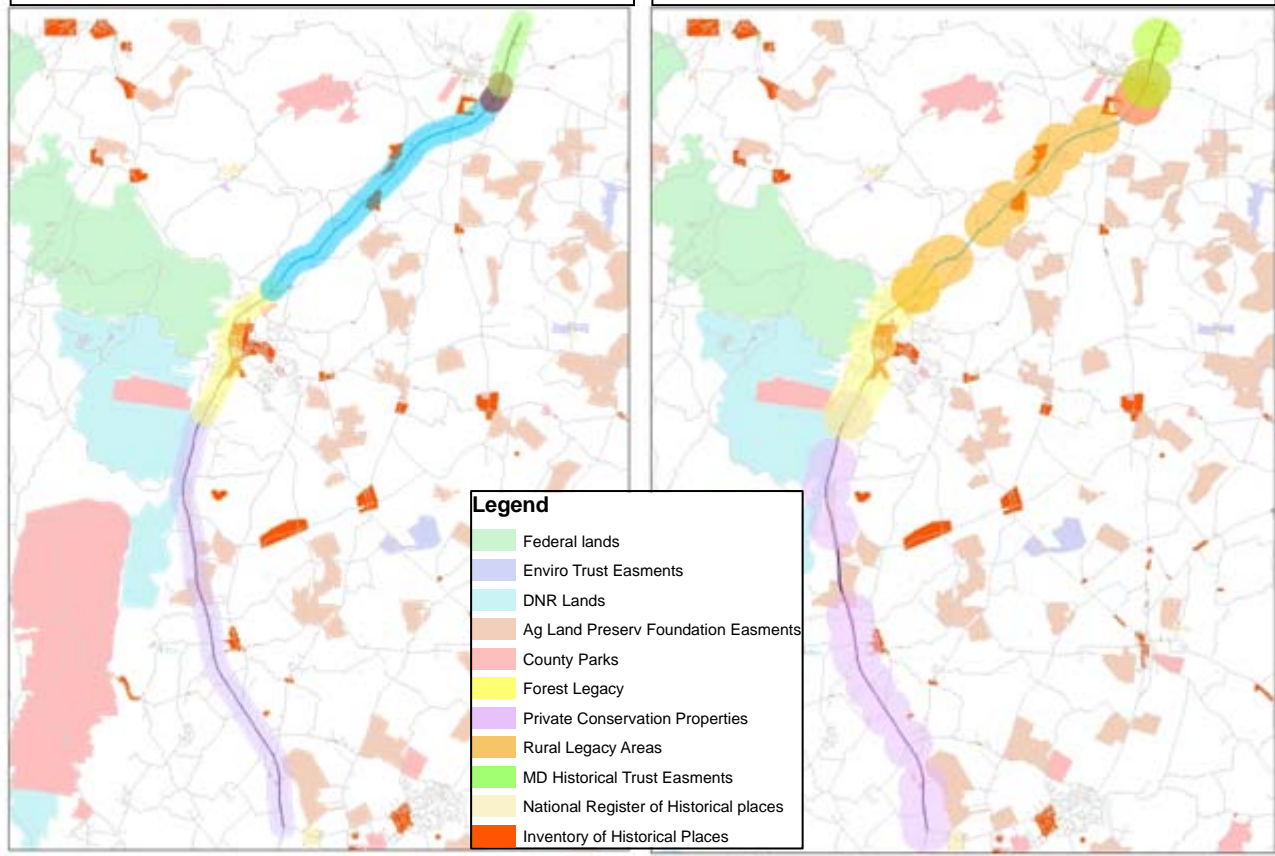 Legend
Federal lands
Enviro Trust Easments
DNR Lands
Ag Land Preserv Foundation Easments
County Parks
Forest Legacy
Private Conservation Properties
Rural Legacy Areas
MD Historical Trust Easments
National Register of Historical places
Inventory of Historical Places